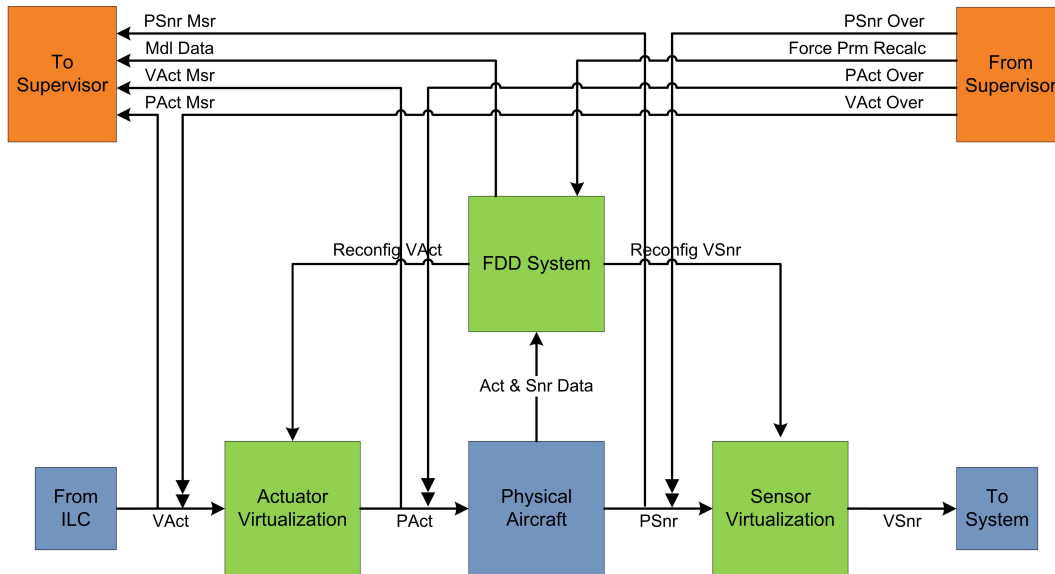 PSnr Msr
Mdl Data
VAct Msr
PAct Msr
To
Supervisor
PSnr Over
Force Prm Recalc
PAct Over
VAct Over
From
Supervisor
Reconfig VAct
FDD System
Reconfig VSnr
Act & Snr Data
From
ILC
VAct
Actuator
Virtualization
PAct
Physical
Aircraft
PSnr
Sensor
Virtualization
VSnr
To
System